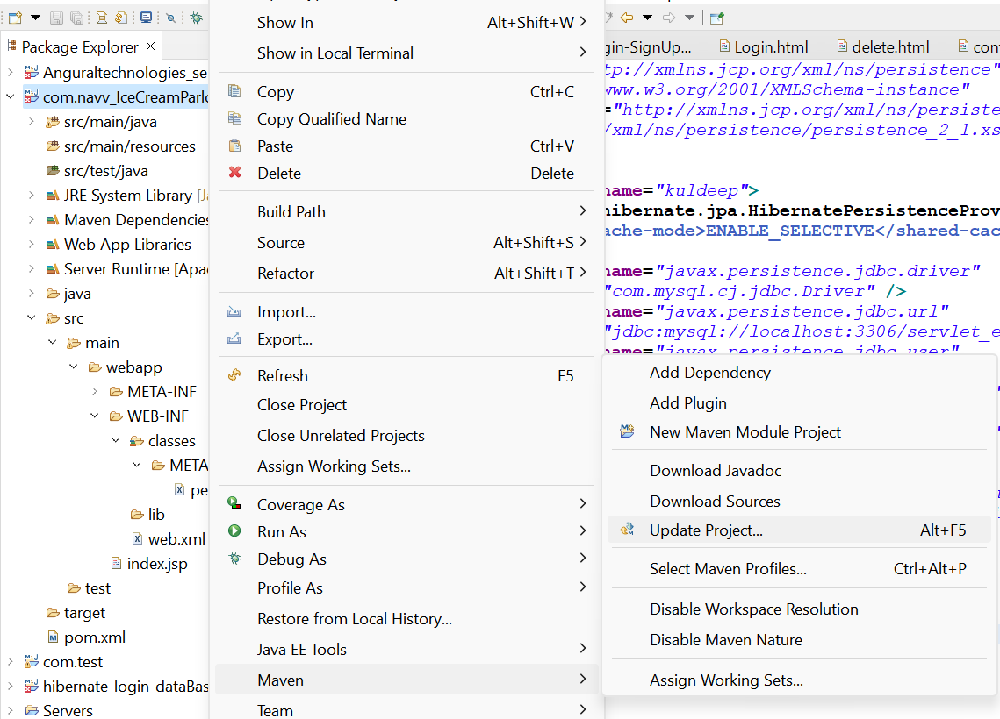 Package Explorer
Anguraltechnologies_se
com.navv_IceCreamParlo
src/main/java
src/main/resources
src/test/java
JRE System Library [Ja
Maven Dependencies
Web App Libraries
Server Runtime [Apac
java
src
main
webapp
META-INF
WEB-INF
classes
META
pe
lib
web.xml
index.jsp
test
target
pom.xml
com.test
hibernate_login_dataBas
Servers
Show In Alt+Shift+W
Show in Local Terminal
Copy Ctrl+C
Copy Qualified Name
Paste Ctrl+V
Delete Delete
Build Path
Source Alt+Shift+S
Refactor Alt+Shift+T
Import...
Export...
Refresh F5
Close Project
Close Unrelated Projects
Assign Working Sets...
Coverage As
Run As
Debug As
Profile As
Restore from Local History...
Java EE Tools
Maven
Team
gin-SignUp... Login.html delete.html con
tp://xmlns.jcp.org/xml/ns/persistence"
www.w3.org/2001/XMLSchema-instance"
="http://xmlns.jcp.org/xml/ns/persiste
/xml/ns/persistence/persistence_2_1.xs
name="kuldeep">
hibernate.jpa.HibernatePersistenceProv
ache-mode>ENABLE_SELECTIVE</shared-cac
name="javax.persistence.jdbc.driver"
"com.mysql.cj.jdbc.Driver" />
name="javax.persistence.jdbc.url"
"jdbc:mysql://localhost:3306/servlet_e
name="javax.persistence.jdbc.user"
Add Dependency
Add Plugin
New Maven Module Project
Download Javadoc
Download Sources
Update Project... Alt+F5
Select Maven Profiles... Ctrl+Alt+P
Disable Workspace Resolution
Disable Maven Nature
Assign Working Sets...